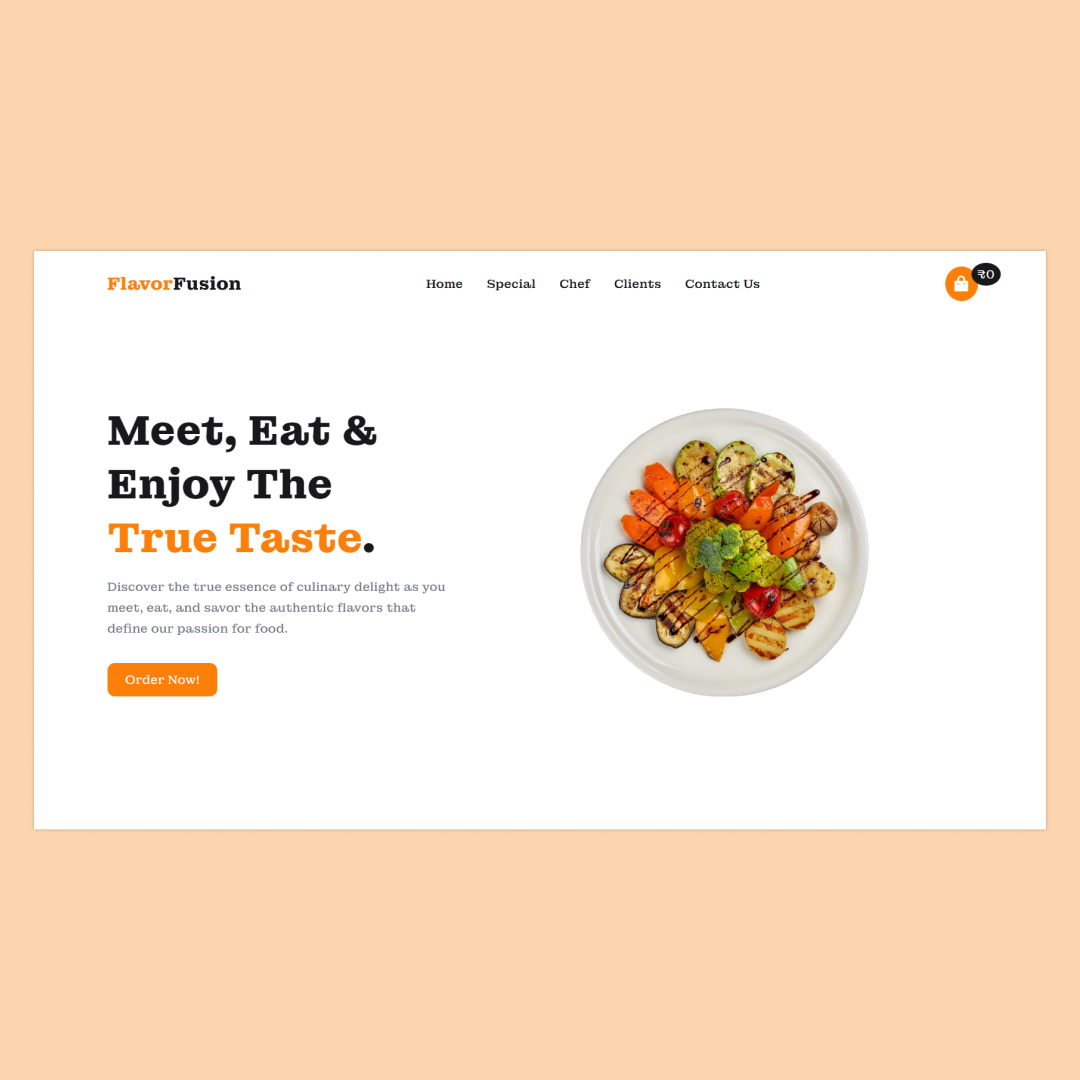 FlavorFusion
Home Special Chef Clients Contact Us
₹0
Meet, Eat &
Enjoy The
True Taste.
Discover the true essence of culinary delight as you
meet, eat, and savor the authentic flavors that
define our passion for food.
Order Now!